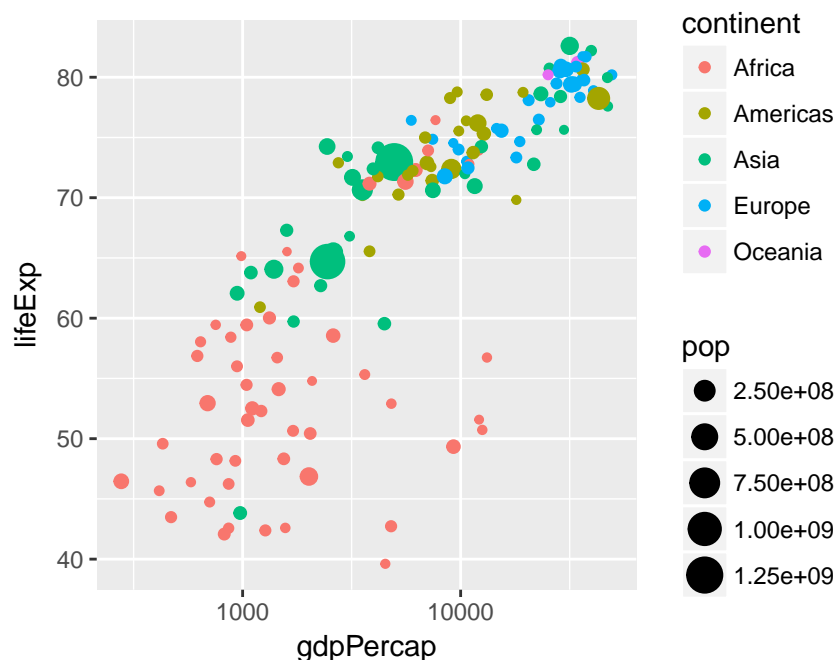 continent
Africa
Americas
Asia
Europe
Oceania
pop
2.50e+08
5.00e+08
7.50e+08
1.00e+09
1.25e+09
lifeExp
80
70
60
50
40
1000 10000
gdpPercap